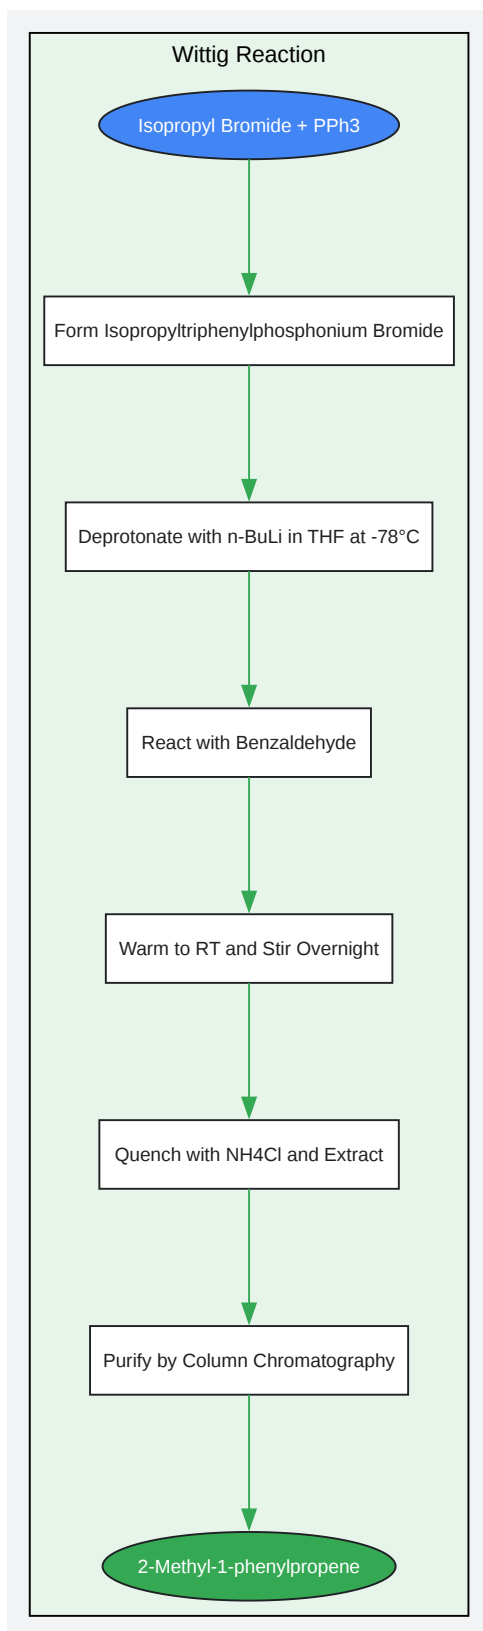 Wittig Reaction
Isopropyl Bromide + PPh3
Form Isopropyltriphenylphosphonium Bromide
Deprotonate with n-BuLi in THF at -78°C
React with Benzaldehyde
Warm to RT and Stir Overnight
Quench with NH4Cl and Extract
Purify by Column Chromatography
2-Methyl-1-phenylpropene